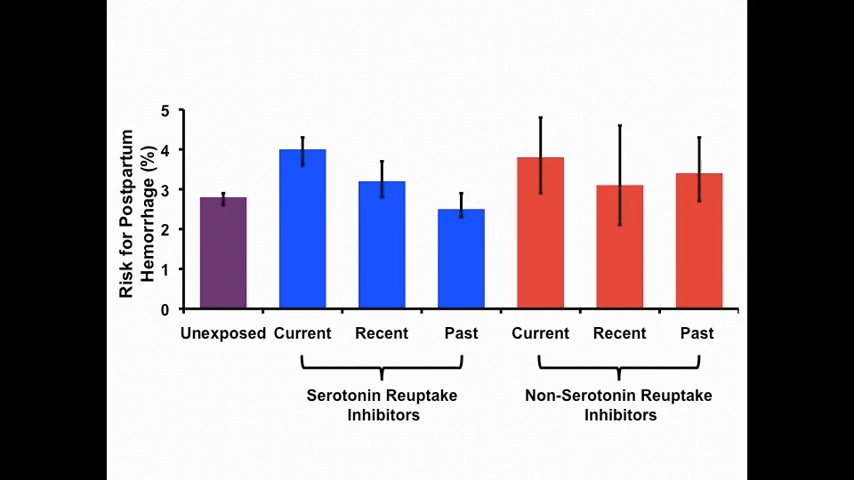 Risk for Postpartum
Hemorrhage (%)
5
4
3
2
1
0
Unexposed Current Recent Past Current Recent Past
Serotonin Reuptake
Inhibitors
Non-Serotonin Reuptake
Inhibitors